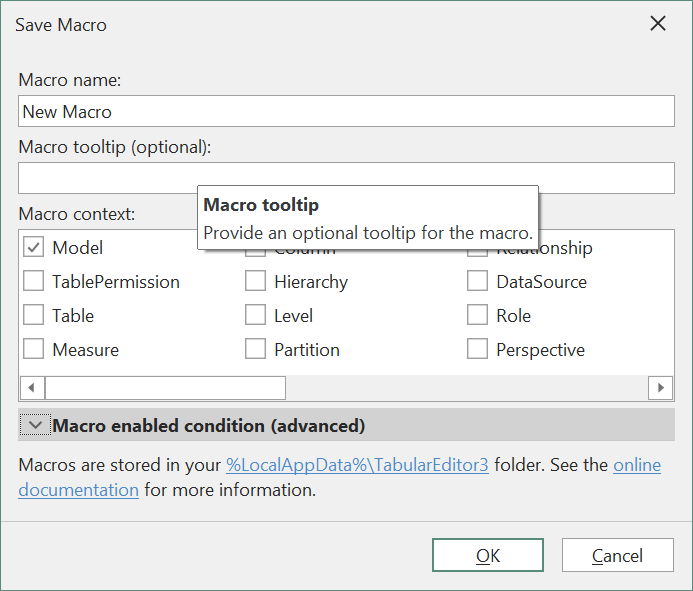 Save Macro
Macro name:
New Macro
Macro tooltip (optional):
Macro tooltip
Provide an optional tooltip for the macro.
Macro context:
Model Column Relationship
TablePermission Hierarchy DataSource
Table Level Role
Measure Partition Perspective
Macro enabled condition (advanced)
Macros are stored in your %LocalAppData%\TabularEditor3 folder. See the online
documentation for more information.
OK Cancel